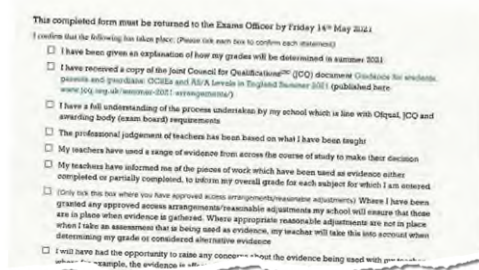 This completed form must be returned to the Exams Officer by Friday 14th May 2021
I confirm that the following has taken place: (Please tick each box to confirm each statement)
I have been given an explanation of how my grades will be determined in summer 2021
I have received a copy of the Joint Council for Qualifications (JCQ) document Guidance for students,
parents and guardians: GCSEs and AS/A Levels in England Summer 2021 (published here
www.jcq.org.uk/summer-2021-arrangements/)
I have a full understanding of the process undertaken by my school which is line with Ofqual, JCQ and
awarding body (exam board) requirements
The professional judgement of teachers has been based on what I have been taught
My teachers have used a range of evidence from across the course of study to make their decision
My teachers have informed me of the pieces of work which have been used as evidence either
completed or partially completed, to inform my overall grade for each subject for which I am entered
(Only tick this box where you have approved access arrangements/reasonable adjustments) Where I have been
granted any approved access arrangements/reasonable adjustments my school will ensure that those
are in place when evidence is gathered. Where appropriate reasonable adjustments are not in place
when I take an assessment that is being used as evidence, my teacher will take this into account when
determining my grade or considered alternative evidence
I will have had the opportunity to raise any concerns about the evidence being used with my
example, the evidence is